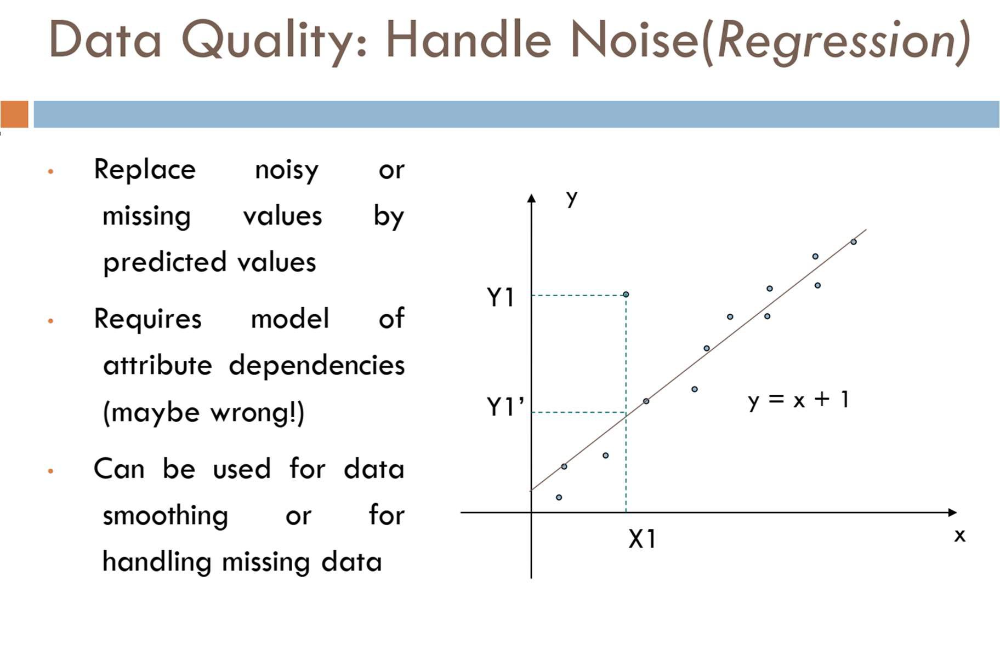 Data Quality: Handle Noise(Regression)
• Replace noisy or
missing values by
predicted values
• Requires model of
attribute dependencies
(maybe wrong!)
• Can be used for data
smoothing or for
handling missing data
y
Y1
Y1’
y = x + 1
X1
x